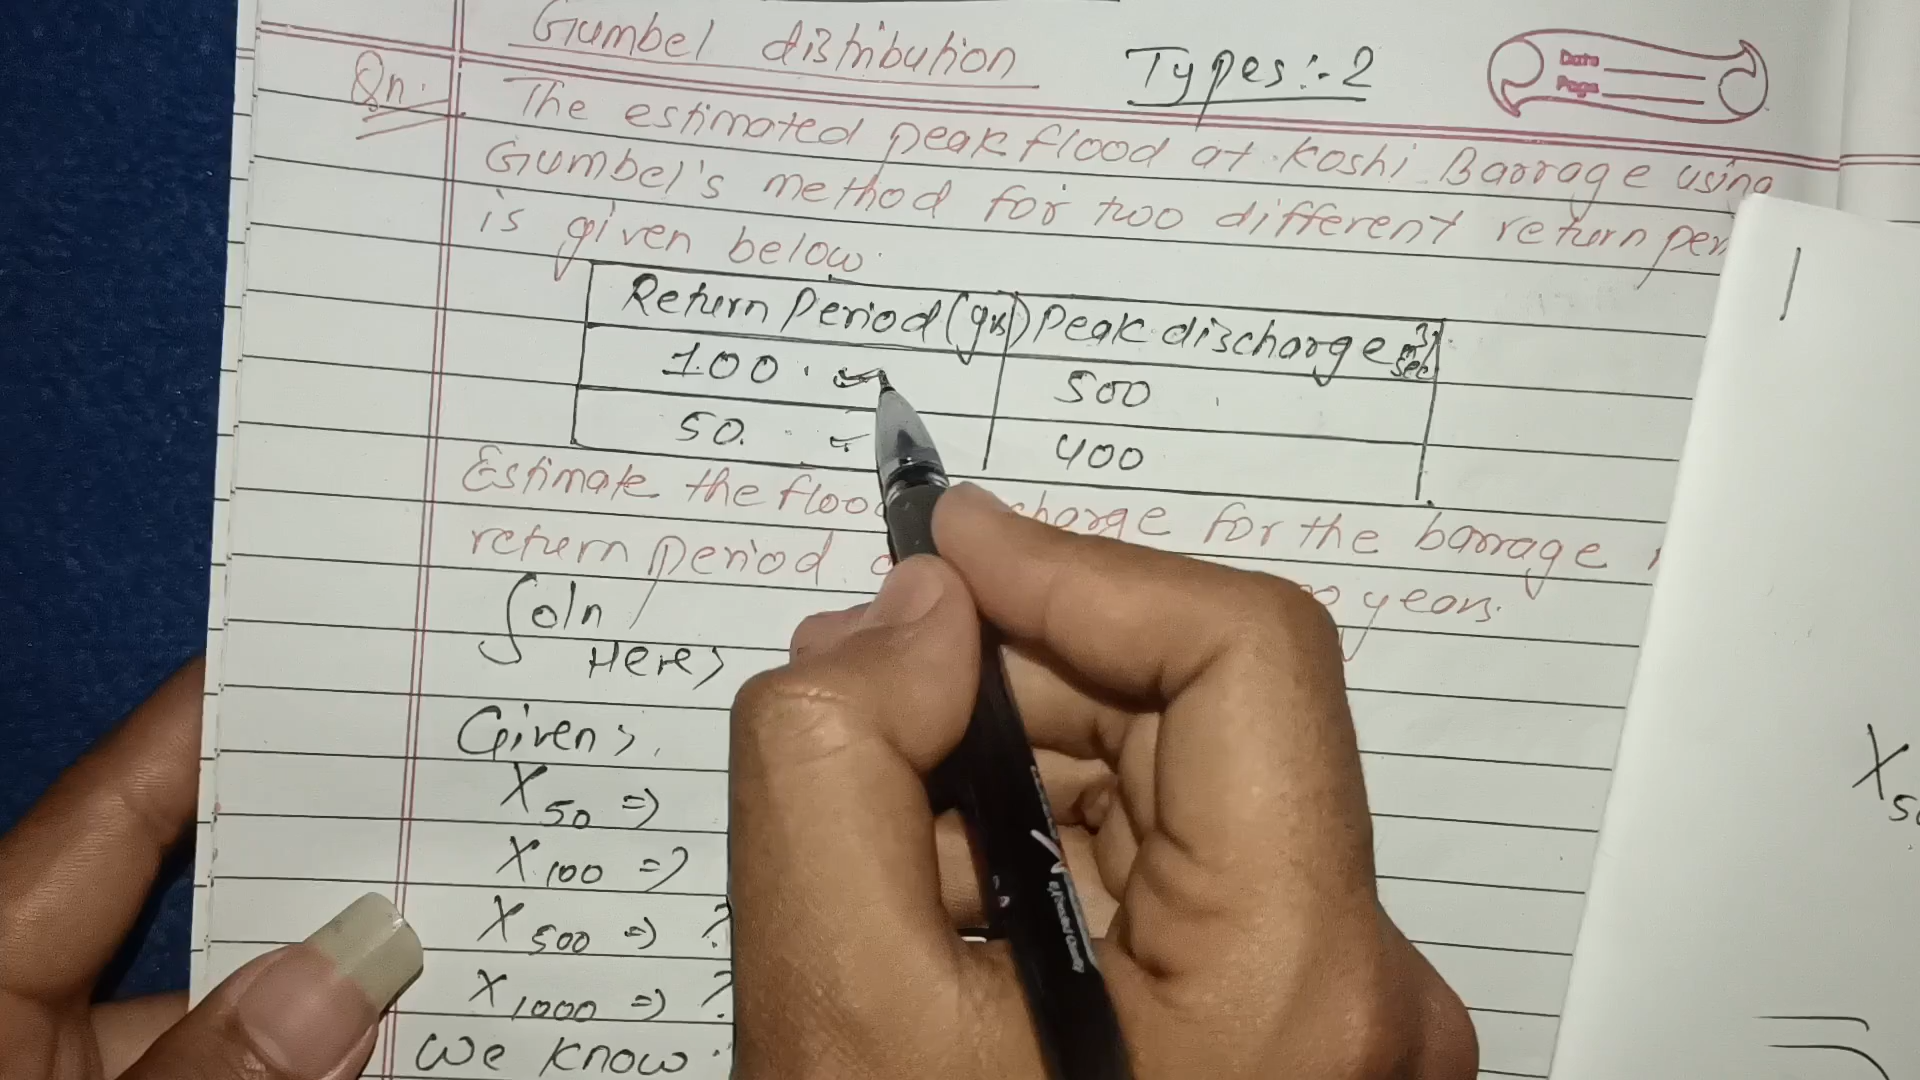 Gumbel distribution Types:-2
Date
Page
Qn. The estimated peak flood at Koshi Barrage using
Gumbel's method for two different return per
is given below.
Return Period (yrs) Peak discharge m³/sec
100 500
50 400
Estimate the floo charge for the barrage
return period years.
Soln
Here,
Given,
X50 =>
X100 =>
X500 => ?
X1000 => ?
We know